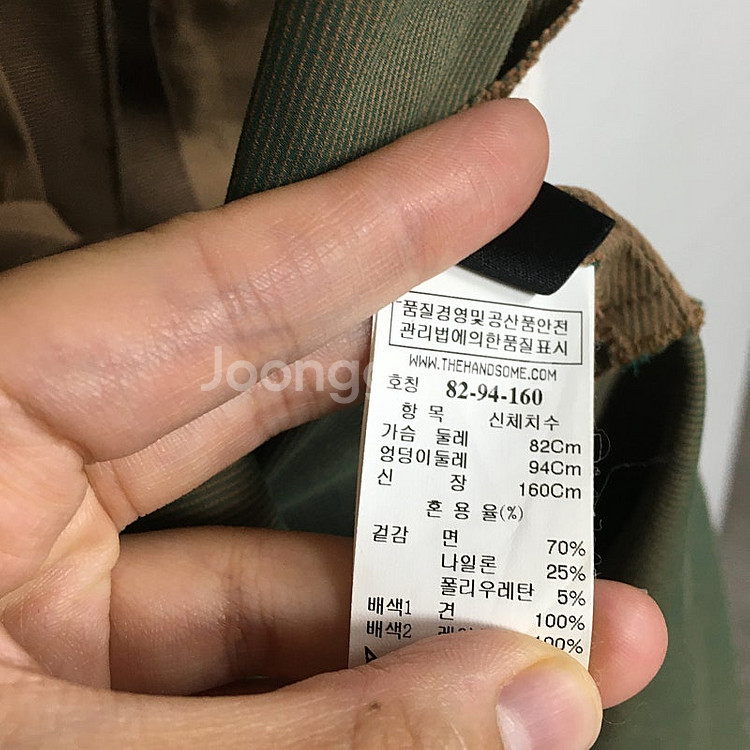 품질경영및공산품안전
관리법에의한품질표시
WWW.THEHANDSOME.COM
호칭 82-94-160
항 목 신체치수
가슴 둘레 82Cm
엉덩이둘레 94Cm
신 장 160Cm
혼 용 율(%)
겉감 면 70%
나일론 25%
폴리우레탄 5%
배색1 견 100%
배색2 100%